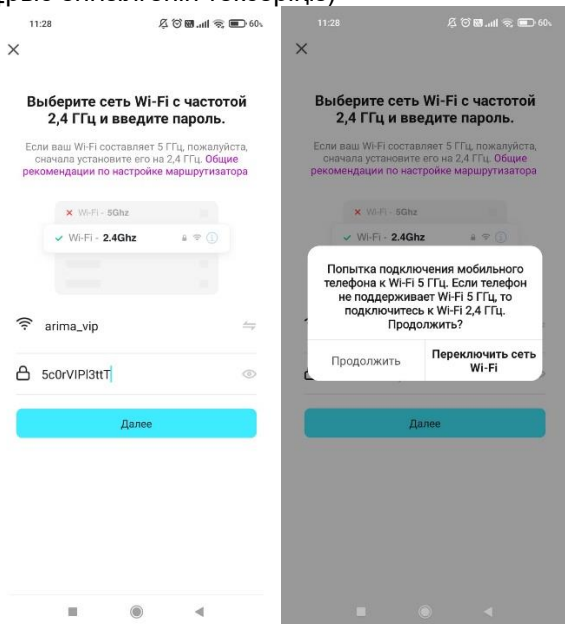 11:28
60%
Выберите сеть Wi-Fi с частотой
2,4 ГГц и введите пароль.
Если ваш Wi-Fi составляет 5 ГГц, пожалуйста,
сначала установите его на 2,4 ГГц. Общие
рекомендации по настройке маршрутизатора
Wi-Fi - 5Ghz
Wi-Fi - 2.4Ghz
arima_vip
5c0rVIPl3ttT
Далее
11:28
60%
Выберите сеть Wi-Fi с частотой
2,4 ГГц и введите пароль.
Если ваш Wi-Fi составляет 5 ГГц, пожалуйста,
сначала установите его на 2,4 ГГц. Общие
рекомендации по настройке маршрутизатора
Wi-Fi - 5Ghz
Wi-Fi - 2.4Ghz
Попытка подключения мобильного
телефона к Wi-Fi 5 ГГц. Если телефон
не поддерживает Wi-Fi 5 ГГц, то
подключитесь к Wi-Fi 2,4 ГГц.
Продолжить?
Продолжить
Переключить сеть
Wi-Fi
Далее